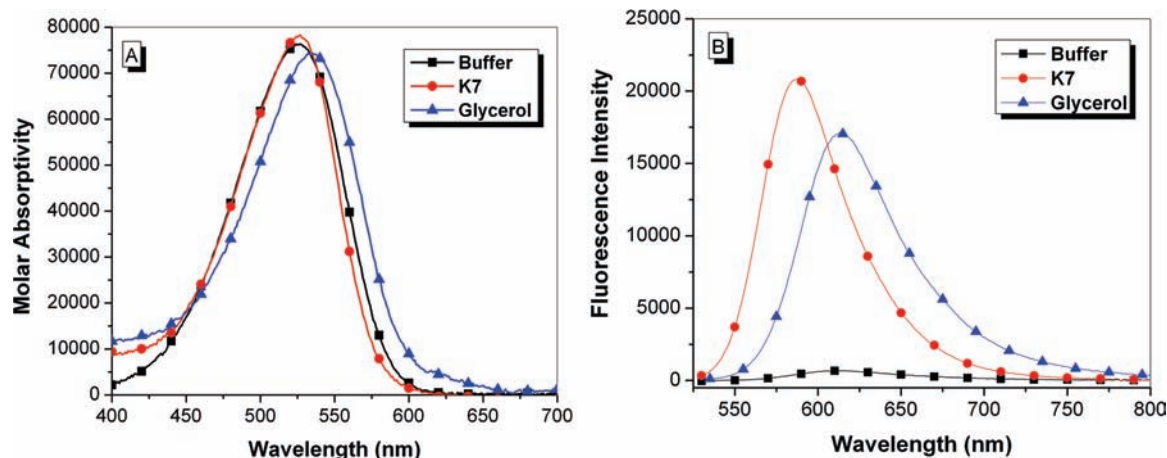 A
80000
70000
60000
50000
40000
30000
20000
10000
0
Molar Absorptivity
Buffer
K7
Glycerol
400 450 500 550 600 650 700
Wavelength (nm)
B
25000
20000
15000
10000
5000
0
Fluorescence Intensity
Buffer
K7
Glycerol
550 600 650 700 750 800
Wavelength (nm)